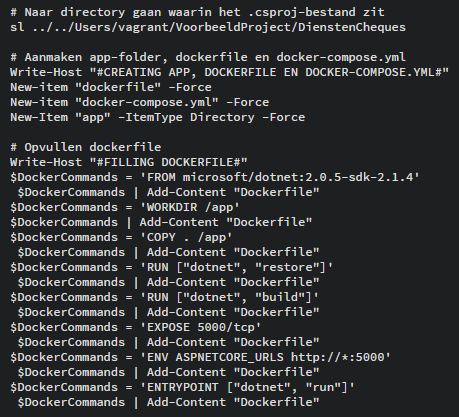 # Naar directory gaan waarin het .csproj-bestand zit
sl ../../Users/vagrant/VoorbeeldProject/DienstenCheques

# Aanmaken app-folder, dockerfile en docker-compose.yml
Write-Host "#CREATING APP, DOCKERFILE EN DOCKER-COMPOSE.YML#"
New-item "dockerfile" -Force
New-item "docker-compose.yml" -Force
New-Item "app" -ItemType Directory -Force

# Opvullen dockerfile
Write-Host "#FILLING DOCKERFILE#"
$DockerCommands = 'FROM microsoft/dotnet:2.0.5-sdk-2.1.4'
 $DockerCommands | Add-Content "Dockerfile"
$DockerCommands = 'WORKDIR /app'
$DockerCommands | Add-Content "Dockerfile"
$DockerCommands = 'COPY . /app'
 $DockerCommands | Add-Content "Dockerfile"
$DockerCommands = 'RUN ["dotnet", "restore"]'
 $DockerCommands | Add-Content "Dockerfile"
$DockerCommands = 'RUN ["dotnet", "build"]'
 $DockerCommands | Add-Content "Dockerfile"
$DockerCommands = 'EXPOSE 5000/tcp'
 $DockerCommands | Add-Content "Dockerfile"
$DockerCommands = 'ENV ASPNETCORE_URLS http://*:5000'
 $DockerCommands | Add-Content "Dockerfile"
$DockerCommands = 'ENTRYPOINT ["dotnet", "run"]'
 $DockerCommands | Add-Content "Dockerfile"